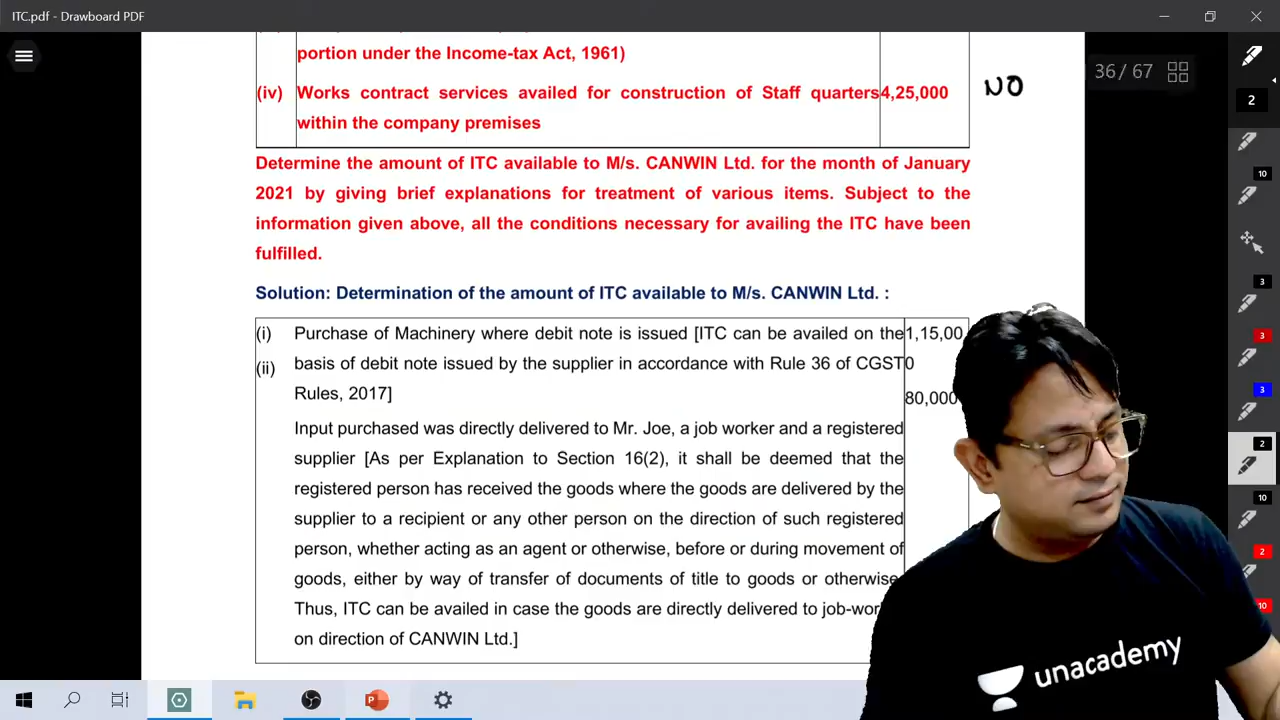 ITC.pdf - Drawboard PDF
portion under the Income-tax Act, 1961)
36 / 67
(iv) Works contract services availed for construction of Staff quarters 4,25,000 NO
within the company premises
2
Determine the amount of ITC available to M/s. CANWIN Ltd. for the month of January
2021 by giving brief explanations for treatment of various items. Subject to the
information given above, all the conditions necessary for availing the ITC have been
fulfilled.
Solution: Determination of the amount of ITC available to M/s. CANWIN Ltd. :
(i) Purchase of Machinery where debit note is issued [ITC can be availed on the 1,15,00
(ii) basis of debit note issued by the supplier in accordance with Rule 36 of CGST 0
Rules, 2017] 80,000
Input purchased was directly delivered to Mr. Joe, a job worker and a registered
supplier [As per Explanation to Section 16(2), it shall be deemed that the
registered person has received the goods where the goods are delivered by the
supplier to a recipient or any other person on the direction of such registered
person, whether acting as an agent or otherwise, before or during movement of
goods, either by way of transfer of documents of title to goods or otherwise
Thus, ITC can be availed in case the goods are directly delivered to job-wor
on direction of CANWIN Ltd.]
10
3
3
3
2
10
2
10
unacademy